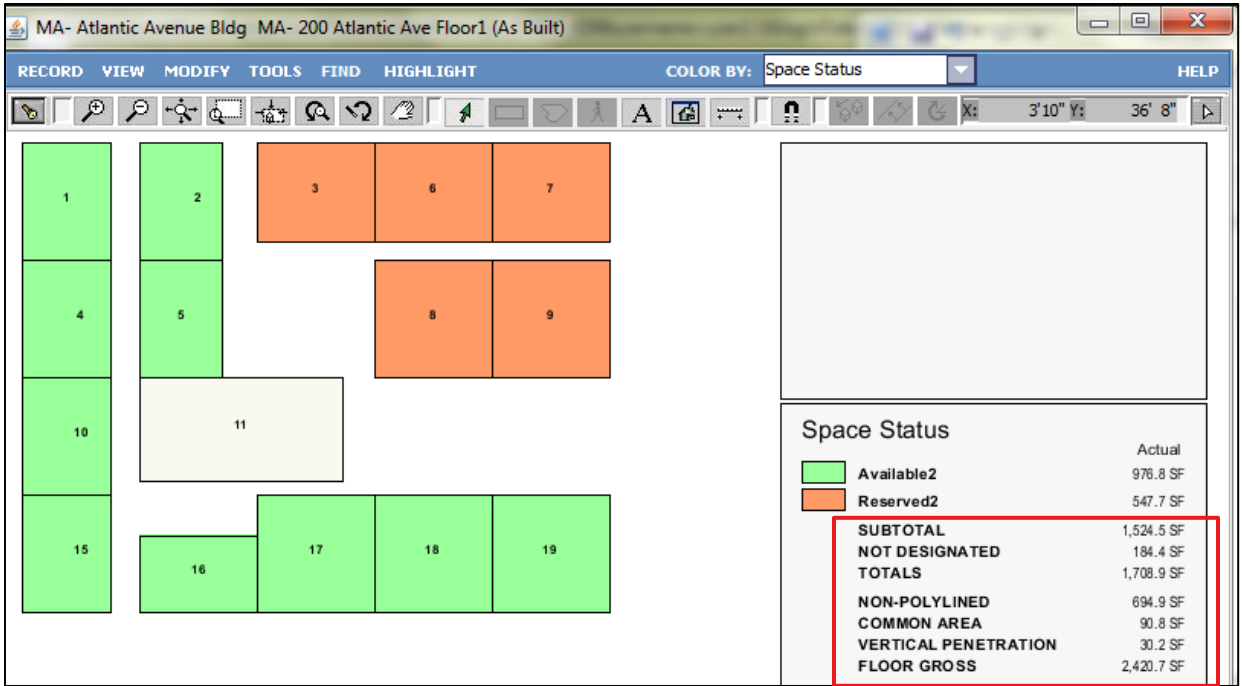 MA- Atlantic Avenue Bldg MA- 200 Atlantic Ave Floor1 (As Built)
RECORD VIEW MODIFY TOOLS FIND HIGHLIGHT COLOR BY: Space Status HELP
A X: 3'10" Y: 36' 8"
1 2 3 6 7
4 5 8 9
10 11
15 16 17 18 19
Space Status
Actual
Available2 976.8 SF
Reserved2 547.7 SF
SUBTOTAL 1,524.5 SF
NOT DESIGNATED 184.4 SF
TOTALS 1,708.9 SF
NON-POLYLINED 694.9 SF
COMMON AREA 90.8 SF
VERTICAL PENETRATION 30.2 SF
FLOOR GROSS 2,420.7 SF